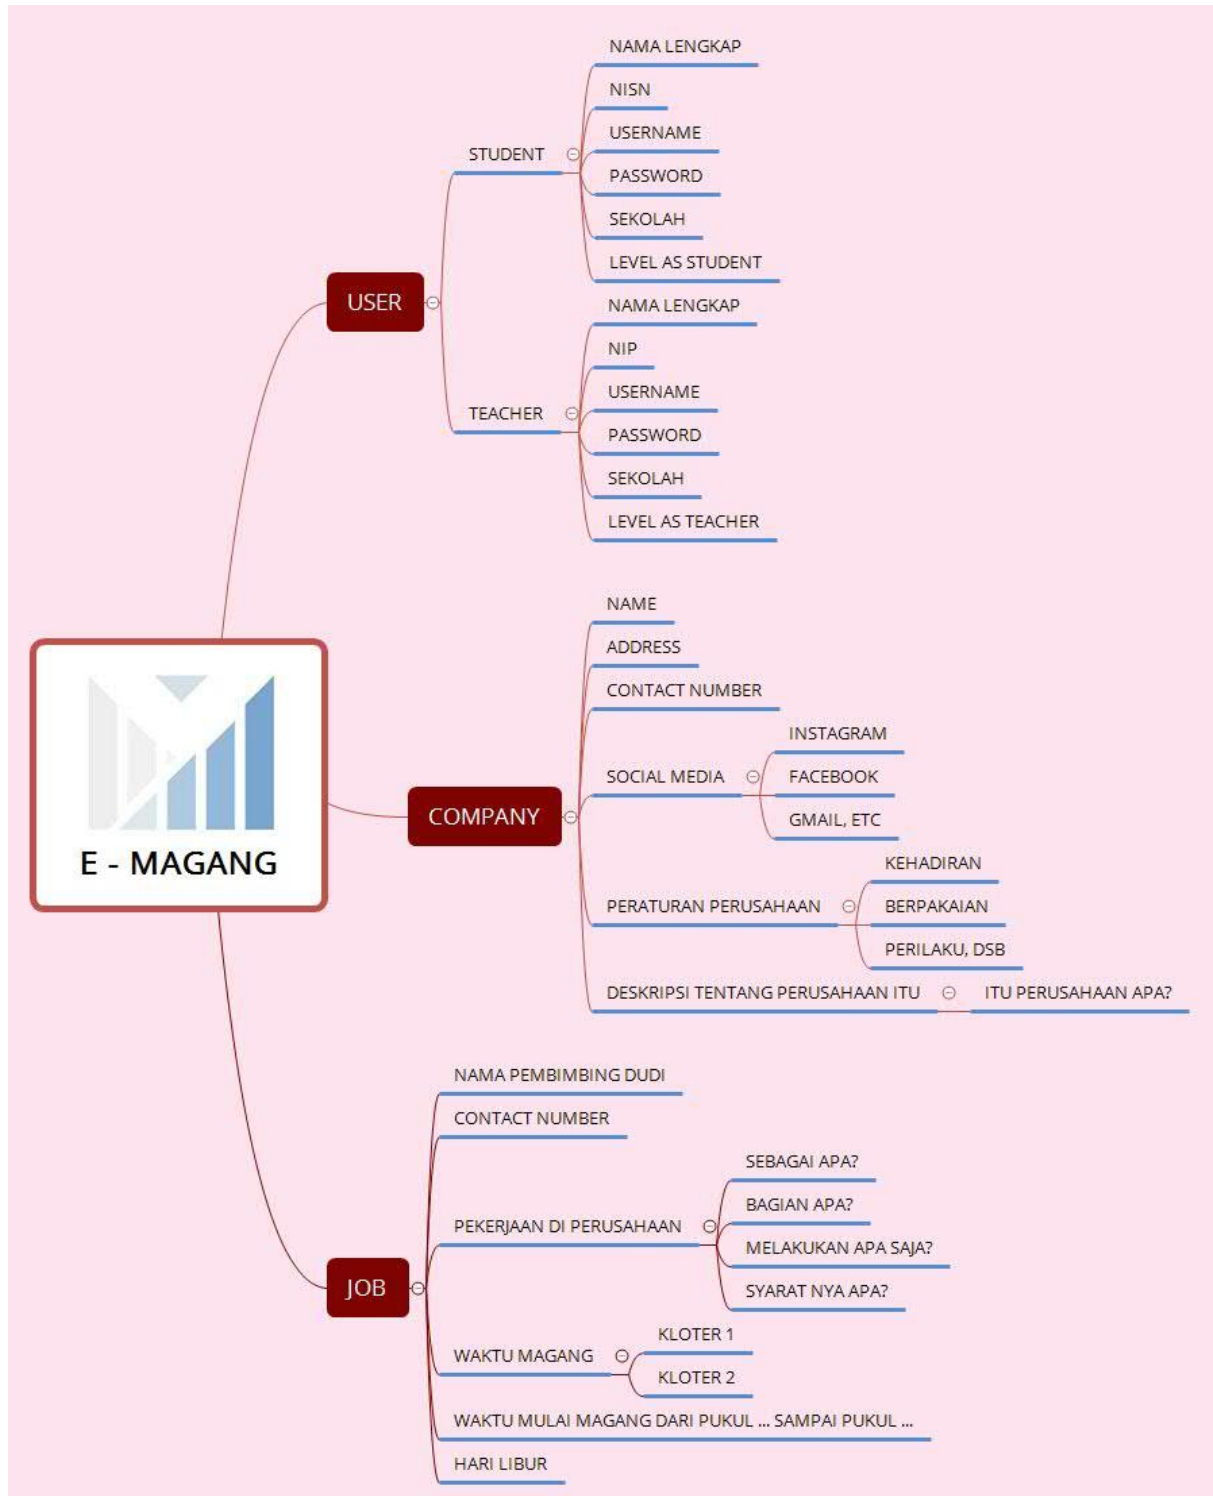 E - MAGANG
USER
STUDENT
NAMA LENGKAP
NISN
USERNAME
PASSWORD
SEKOLAH
LEVEL AS STUDENT
TEACHER
NAMA LENGKAP
NIP
USERNAME
PASSWORD
SEKOLAH
LEVEL AS TEACHER
COMPANY
NAME
ADDRESS
CONTACT NUMBER
SOCIAL MEDIA
INSTAGRAM
FACEBOOK
GMAIL, ETC
PERATURAN PERUSAHAAN
KEHADIRAN
BERPAKAIAN
PERILAKU, DSB
DESKRIPSI TENTANG PERUSAHAAN ITU
ITU PERUSAHAAN APA?
JOB
NAMA PEMBIMBING DUDI
CONTACT NUMBER
PEKERJAAN DI PERUSAHAAN
SEBAGAI APA?
BAGIAN APA?
MELAKUKAN APA SAJA?
SYARAT NYA APA?
WAKTU MAGANG
KLOTER 1
KLOTER 2
WAKTU MULAI MAGANG DARI PUKUL ... SAMPAI PUKUL ...
HARI LIBUR